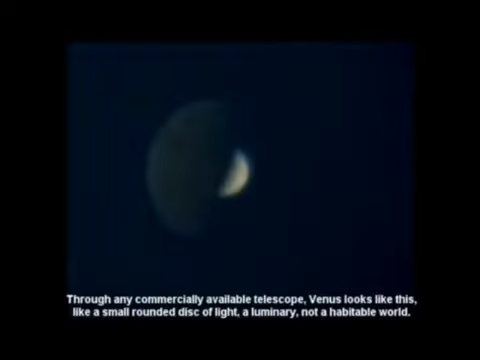 Through any commercially available telescope, Venus looks like this,
like a small rounded disc of light, a luminary, not a habitable world.